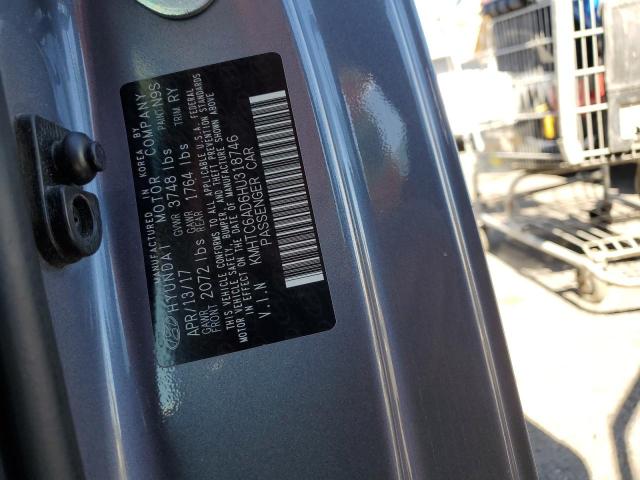 MANUFACTURED IN KOREA BY
HYUNDAI MOTOR COMPANY
APR/13/17 GVWR 3748 lbs PAINT:N9S
GAWR FRONT 2072 lbs GAWR REAR 1764 lbs TRIM RY
THIS VEHICLE CONFORMS TO ALL APPLICABLE U.S.A. FEDERAL
MOTOR VEHICLE SAFETY, BUMPER, AND THEFT PREVENTION STANDARDS
IN EFFECT ON THE DATE OF MANUFACTURE SHOWN ABOVE
V.I.N KMHTC6AD6HU318746
PASSENGER CAR